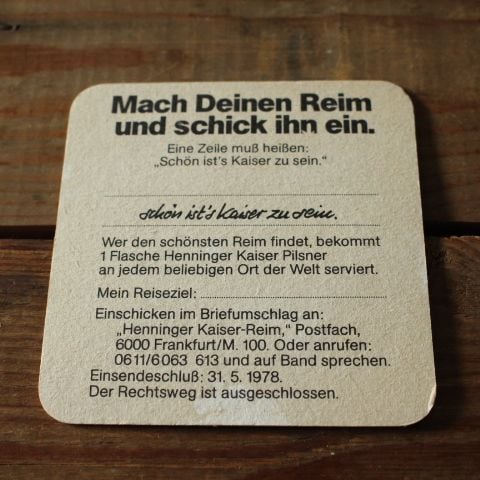 Mach Deinen Reim
und schick ihn ein.
Eine Zeile muß heißen:
„Schön ist's Kaiser zu sein."
schön ist's Kaiser zu sein.
Wer den schönsten Reim findet, bekommt
1 Flasche Henninger Kaiser Pilsner
an jedem beliebigen Ort der Welt serviert.
Mein Reiseziel:
Einschicken im Briefumschlag an:
„Henninger Kaiser-Reim," Postfach,
6000 Frankfurt/M. 100. Oder anrufen:
0611/6063 613 und auf Band sprechen.
Einsendeschluß: 31. 5. 1978.
Der Rechtsweg ist ausgeschlossen.